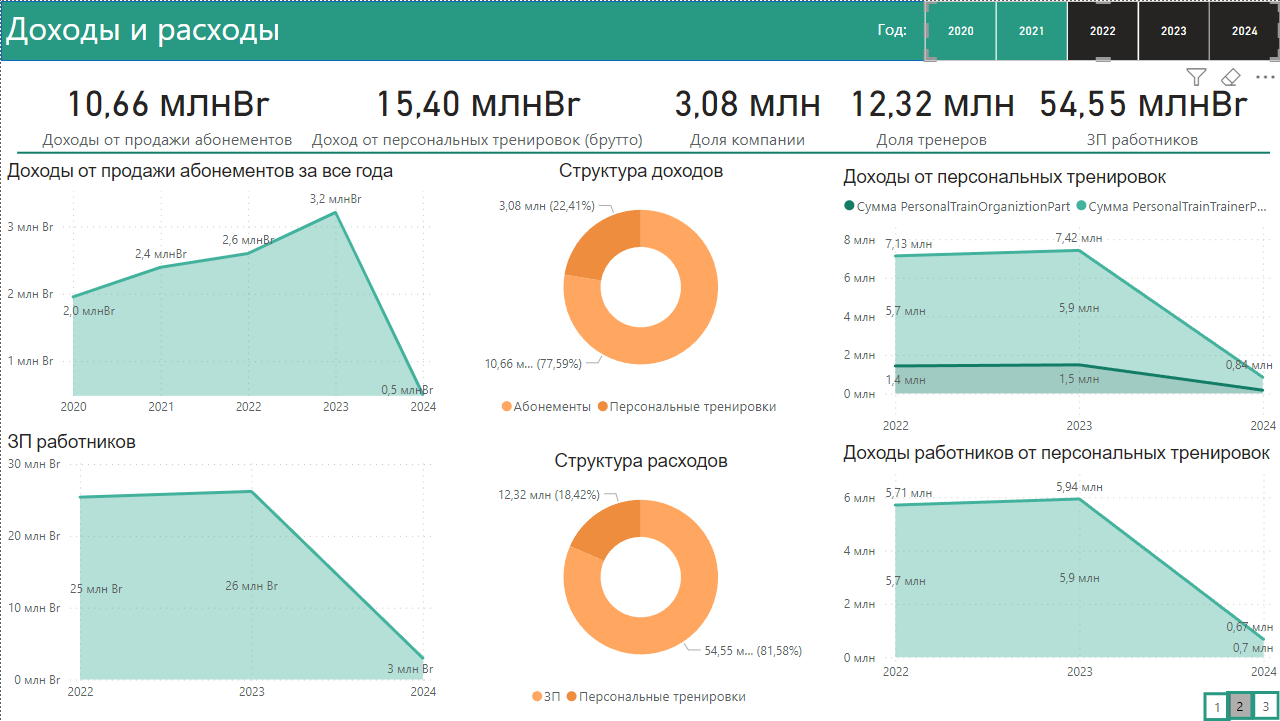 Доходы и расходы
Год:
2020
2021
2022
2023
2024
10,66 млнBr
Доходы от продажи абонементов
15,40 млнBr
Доход от персональных тренировок (брутто)
3,08 млн
Доля компании
12,32 млн
Доля тренеров
54,55 млнBr
ЗП работников
Доходы от продажи абонементов за все года
3 млн Br
2 млн Br
1 млн Br
2,0 млнBr
2,4 млнBr
2,6 млнBr
3,2 млнBr
0,5 млнBr
2020
2021
2022
2023
2024
Структура доходов
3,08 млн (22,41%)
10,66 м... (77,59%)
Абонементы
Персональные тренировки
Доходы от персональных тренировок
Сумма PersonalTrainOrganiztionPart
Сумма PersonalTrainTrainerP...
8 млн
6 млн
4 млн
2 млн
0 млн
7,13 млн
7,42 млн
5,7 млн
5,9 млн
0,84 млн
1,4 млн
1,5 млн
2022
2023
2024
ЗП работников
30 млн Br
20 млн Br
10 млн Br
0 млн Br
25 млн Br
26 млн Br
3 млн Br
2022
2023
2024
Структура расходов
12,32 млн (18,42%)
54,55 м... (81,58%)
ЗП
Персональные тренировки
Доходы работников от персональных тренировок
6 млн
4 млн
2 млн
0 млн
5,71 млн
5,94 млн
5,7 млн
5,9 млн
0,67 млн
0,7 млн
2022
2023
2024
1
2
3